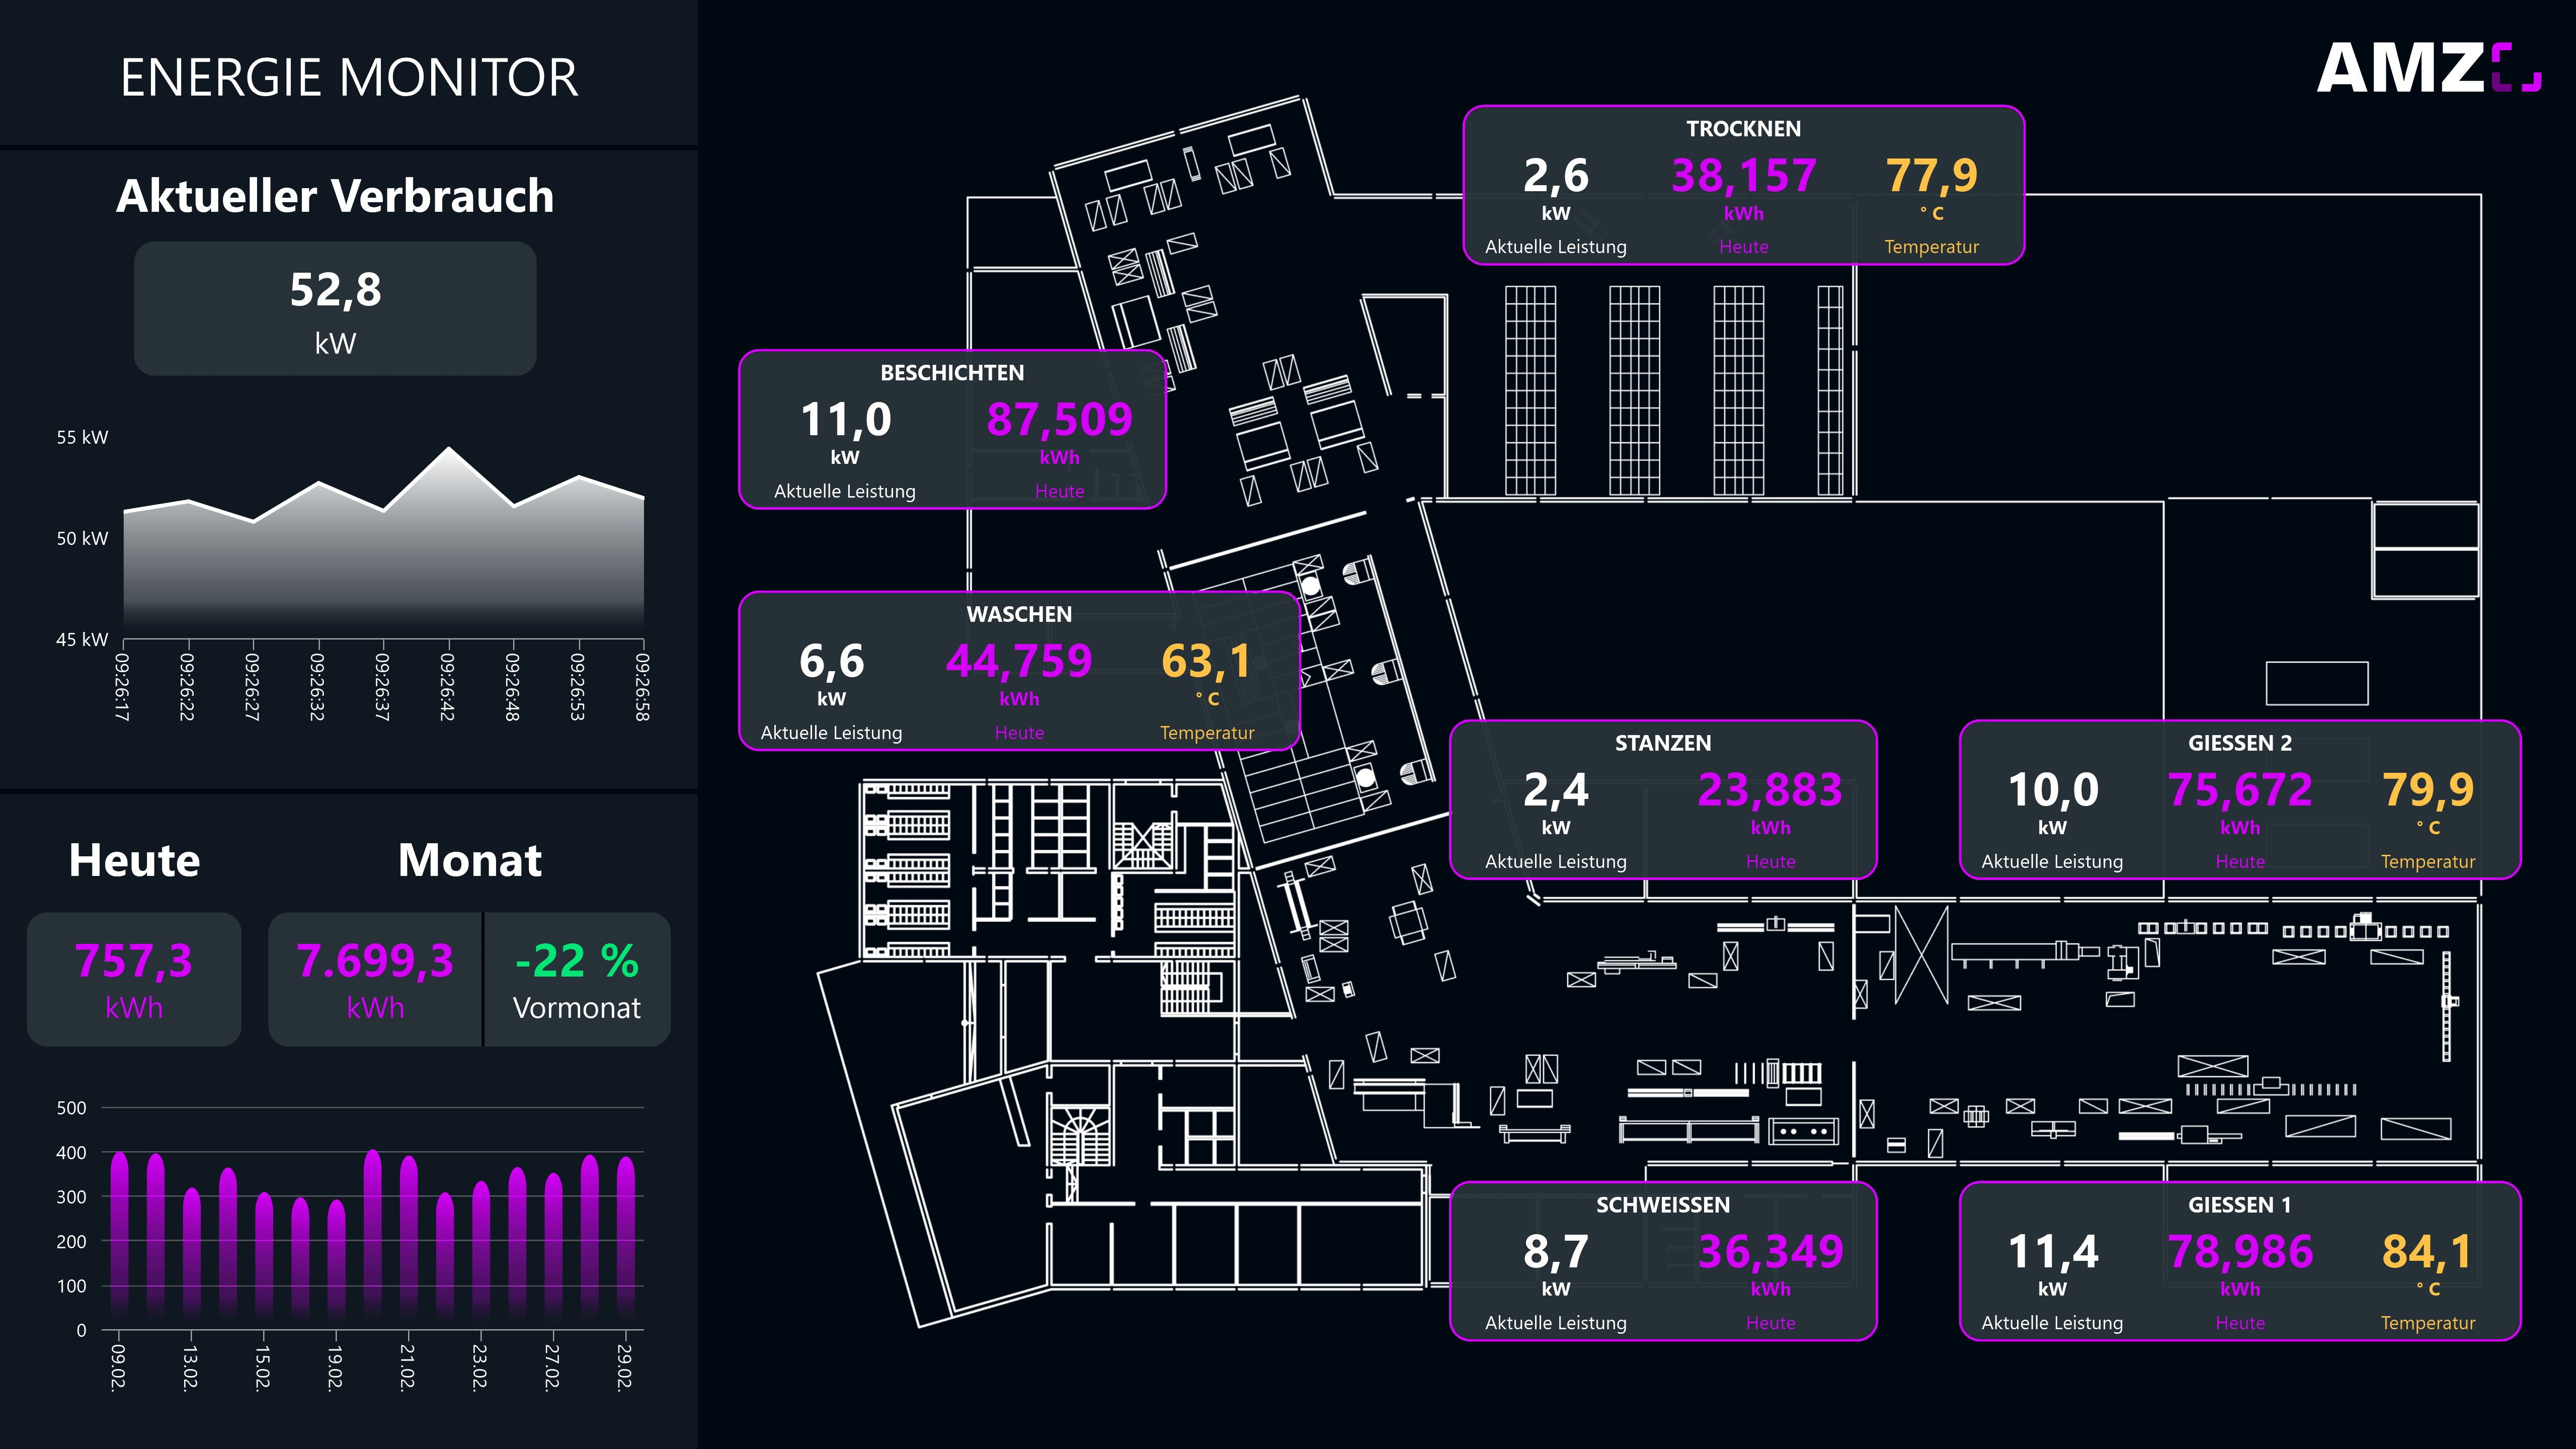 ENERGIE MONITOR
Aktueller Verbrauch
52,8
kW
55 kW
50 kW
45 kW
09:26:17
09:26:22
09:26:27
09:26:32
09:26:37
09:26:42
09:26:48
09:26:53
09:26:58
Heute
757,3
kWh
Monat
7.699,3
kWh
-22 %
Vormonat
500
400
300
200
100
0
09.02.
13.02.
15.02.
19.02.
21.02.
23.02.
27.02.
29.02.
AMZ
TROCKNEN
2,6 38,157 77,9
kW kWh ° C
Aktuelle Leistung Heute Temperatur
BESCHICHTEN
11,0 87,509
kW kWh
Aktuelle Leistung Heute
WASCHEN
6,6 44,759 63,1
kW kWh ° C
Aktuelle Leistung Heute Temperatur
STANZEN
2,4 23,883
kW kWh
Aktuelle Leistung Heute
GIESSEN 2
10,0 75,672 79,9
kW kWh ° C
Aktuelle Leistung Heute Temperatur
SCHWEISSEN
8,7 36,349
kW kWh
Aktuelle Leistung Heute
GIESSEN 1
11,4 78,986 84,1
kW kWh ° C
Aktuelle Leistung Heute Temperatur